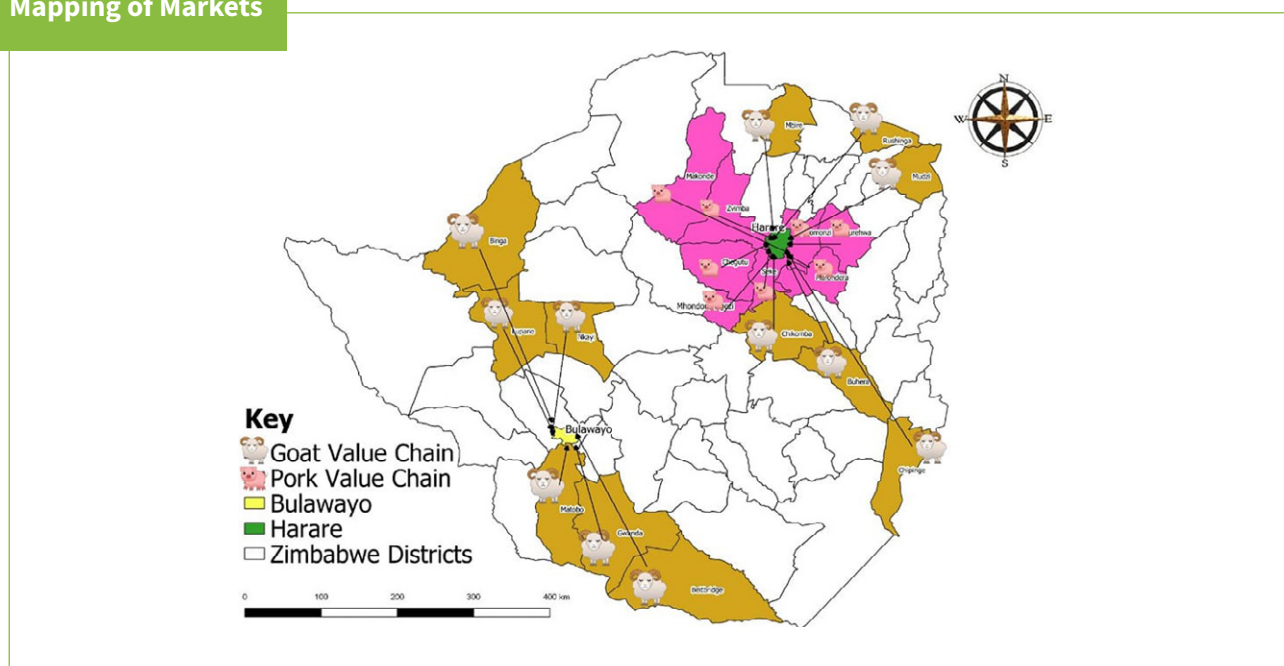 Mapping of Markets
N
W
E
S
Mbire
Rushinga
Mudzi
Makonde
Zvimba
Harare
Binga
Chegutu
Seke
Lupane
Nkay
Chikomba
Buhera
Bulawayo
Chipinge
Matobo
Gwanda
Beitbridge
Key
Goat Value Chain
Pork Value Chain
Bulawayo
Harare
Zimbabwe Districts
0 100 200 300 400 km